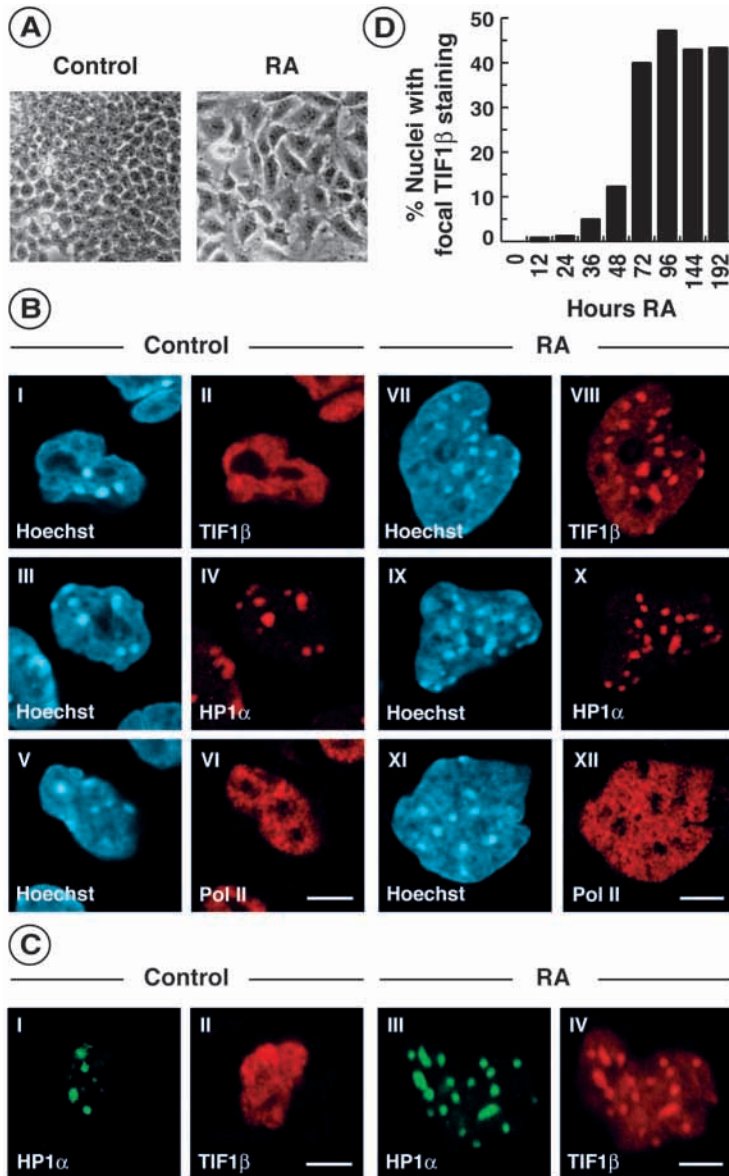 A
Control
RA
D
% Nuclei with
focal TIF1β staining
50
40
30
20
10
0
0
12
24
36
48
72
96
144
192
Hours RA
B
Control
RA
I
Hoechst
II
TIF1β
VII
Hoechst
VIII
TIF1β
III
Hoechst
IV
HP1α
IX
Hoechst
X
HP1α
V
Hoechst
VI
Pol II
XI
Hoechst
XII
Pol II
C
Control
RA
I
HP1α
II
TIF1β
III
HP1α
IV
TIF1β